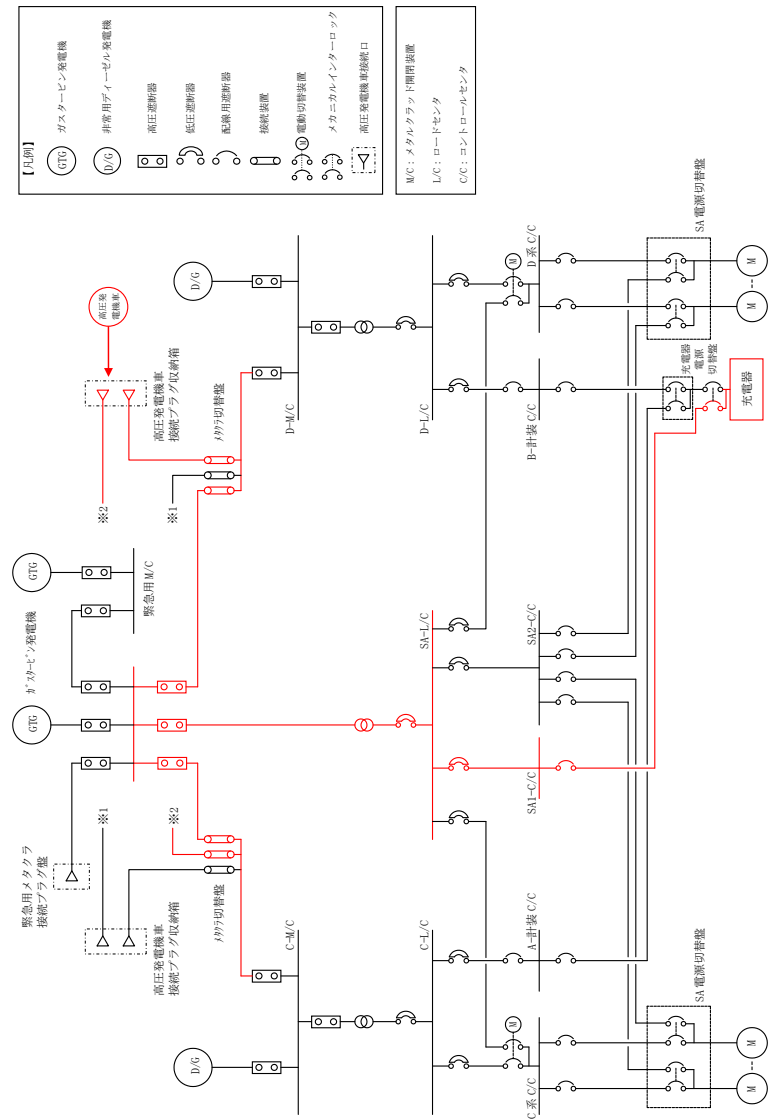 【凡例】
GTG ガスタービン発電機
D/G 非常用ディーゼル発電機
高圧遮断器
低圧遮断器
配線用遮断器
接続装置
M 電動切替装置
メカニカルインターロック
高圧発電機車接続口
M/C：メタルクラッド開閉装置
L/C：ロードセンタ
C/C：コントロールセンタ
緊急用メタクラ
接続プラグ盤
ガスタービン発電機
GTG
GTG
緊急用M/C
高圧発
電機車
※1
※2
高圧発電機車
接続プラグ収納箱
ﾒﾀｸﾗ切替盤
※2
※1
高圧発電機車
接続プラグ収納箱
ﾒﾀｸﾗ切替盤
D/G
C-M/C
D/G
D-M/C
C-L/C
SA-L/C
D-L/C
M
C系C/C
A-計装C/C
SA1-C/C
SA2-C/C
B-計装C/C
M
D系C/C
SA電源切替盤
充電器
電源
切替盤
SA電源切替盤
M
M
充電器
M
M